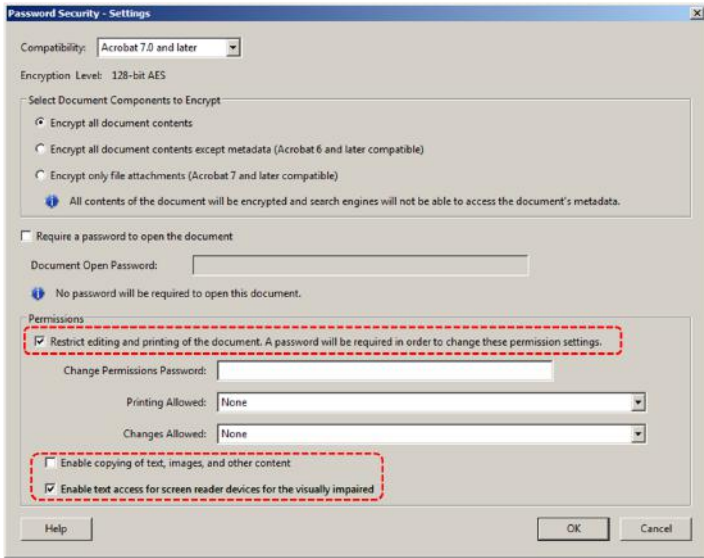 Password Security - Settings
Compatibility: Acrobat 7.0 and later
Encryption Level: 128-bit AES
Select Document Components to Encrypt
Encrypt all document contents
Encrypt all document contents except metadata (Acrobat 6 and later compatible)
Encrypt only file attachments (Acrobat 7 and later compatible)
All contents of the document will be encrypted and search engines will not be able to access the document's metadata.
Require a password to open the document
Document Open Password:
No password will be required to open this document.
Permissions
Restrict editing and printing of the document. A password will be required in order to change these permission settings.
Change Permissions Password:
Printing Allowed: None
Changes Allowed: None
Enable copying of text, images, and other content
Enable text access for screen reader devices for the visually impaired
Help OK Cancel